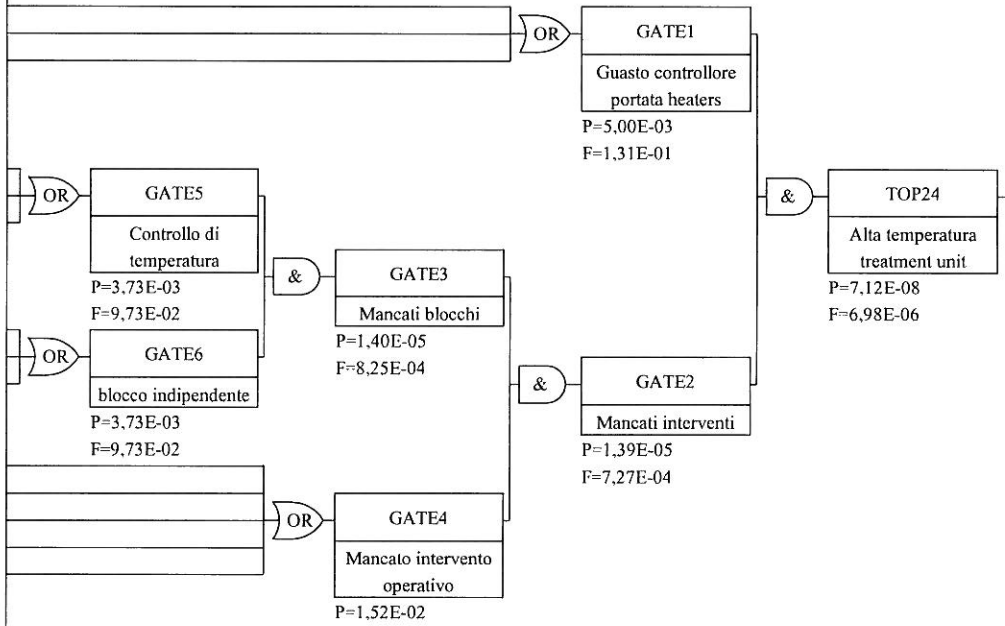 OR
GATE1
Guasto controllore
portata heaters
P=5,00E-03
F=1,31E-01
OR
GATE5
Controllo di
temperatura
P=3,73E-03
F=9,73E-02
&
TOP24
Alta temperatura
treatment unit
P=7,12E-08
F=6,98E-06
&
GATE3
Mancati blocchi
P=1,40E-05
F=8,25E-04
OR
GATE6
blocco indipendente
P=3,73E-03
F=9,73E-02
&
GATE2
Mancati interventi
P=1,39E-05
F=7,27E-04
OR
GATE4
Mancato intervento
operativo
P=1,52E-02